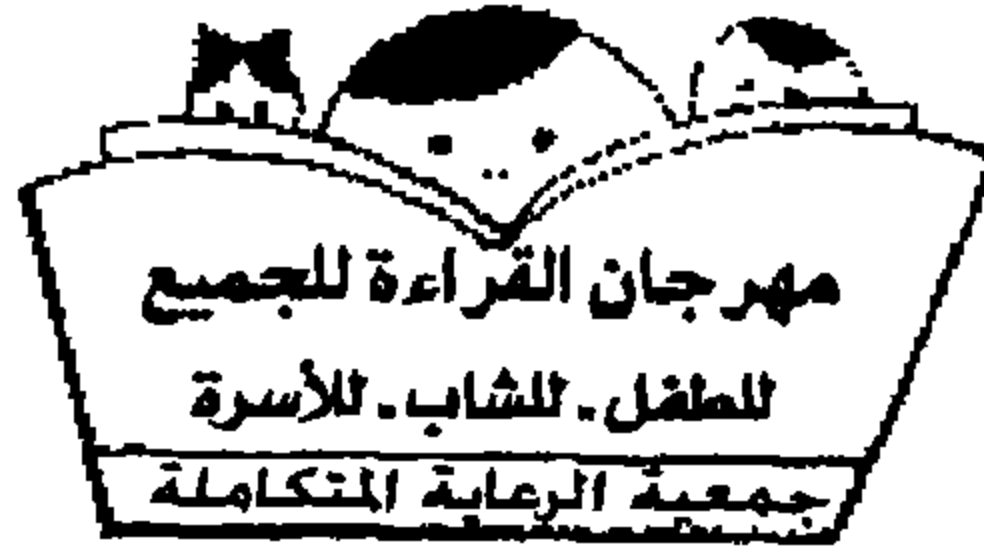 مهرجان القراءة للجميع
للطفل - للشاب - للأسرة
جمعية الرعاية المتكاملة